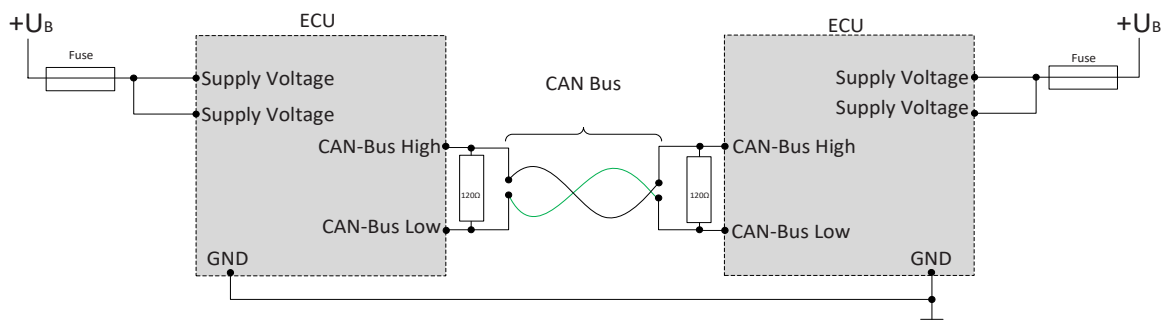 ECU
ECU
+UB
+UB
Fuse
Fuse
Supply Voltage
Supply Voltage
Supply Voltage
Supply Voltage
CAN Bus
CAN-Bus High
CAN-Bus High
120Ω
120Ω
CAN-Bus Low
CAN-Bus Low
GND
GND